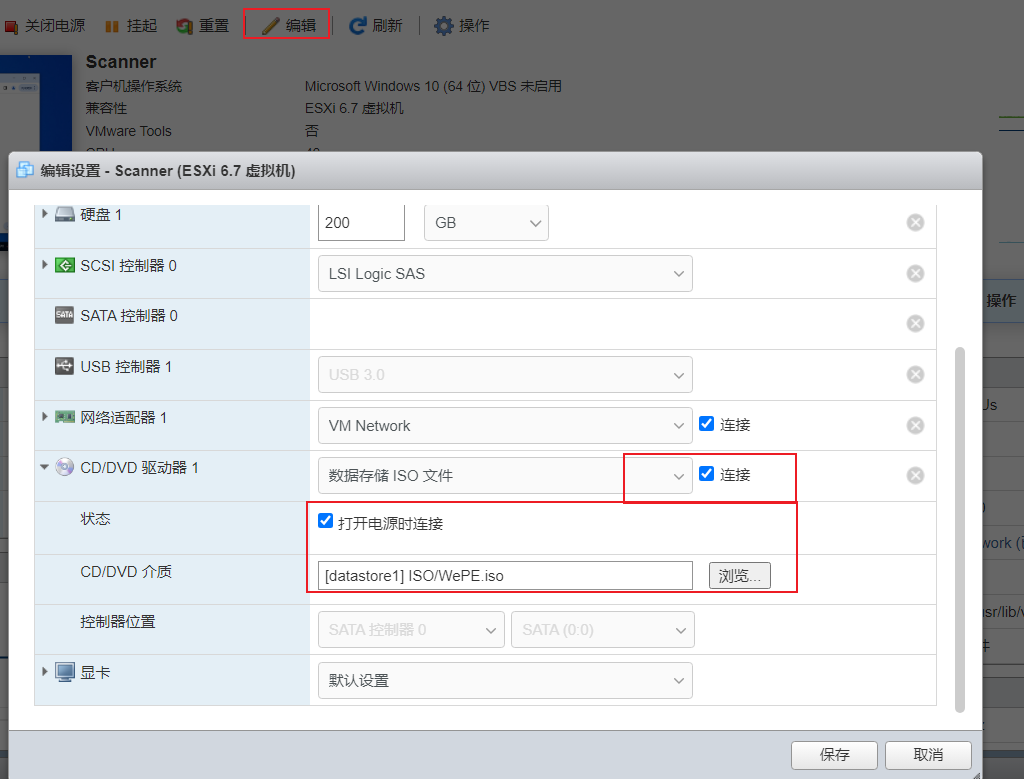 关闭电源 挂起 重置 编辑 刷新 操作
Scanner
客户机操作系统 Microsoft Windows 10 (64 位) VBS 未启用
兼容性 ESXi 6.7 虚拟机
VMware Tools 否
编辑设置 - Scanner (ESXi 6.7 虚拟机)
硬盘 1 200 GB
SCSI 控制器 0 LSI Logic SAS
操作
SATA SATA 控制器 0
USB 控制器 1 USB 3.0
网络适配器 1 VM Network 连接
CD/DVD 驱动器 1 数据存储 ISO 文件 连接
状态 打开电源时连接
CD/DVD 介质 [datastore1] ISO/WePE.iso 浏览...
控制器位置 SATA 控制器 0 SATA (0:0)
显卡 默认设置
保存 取消